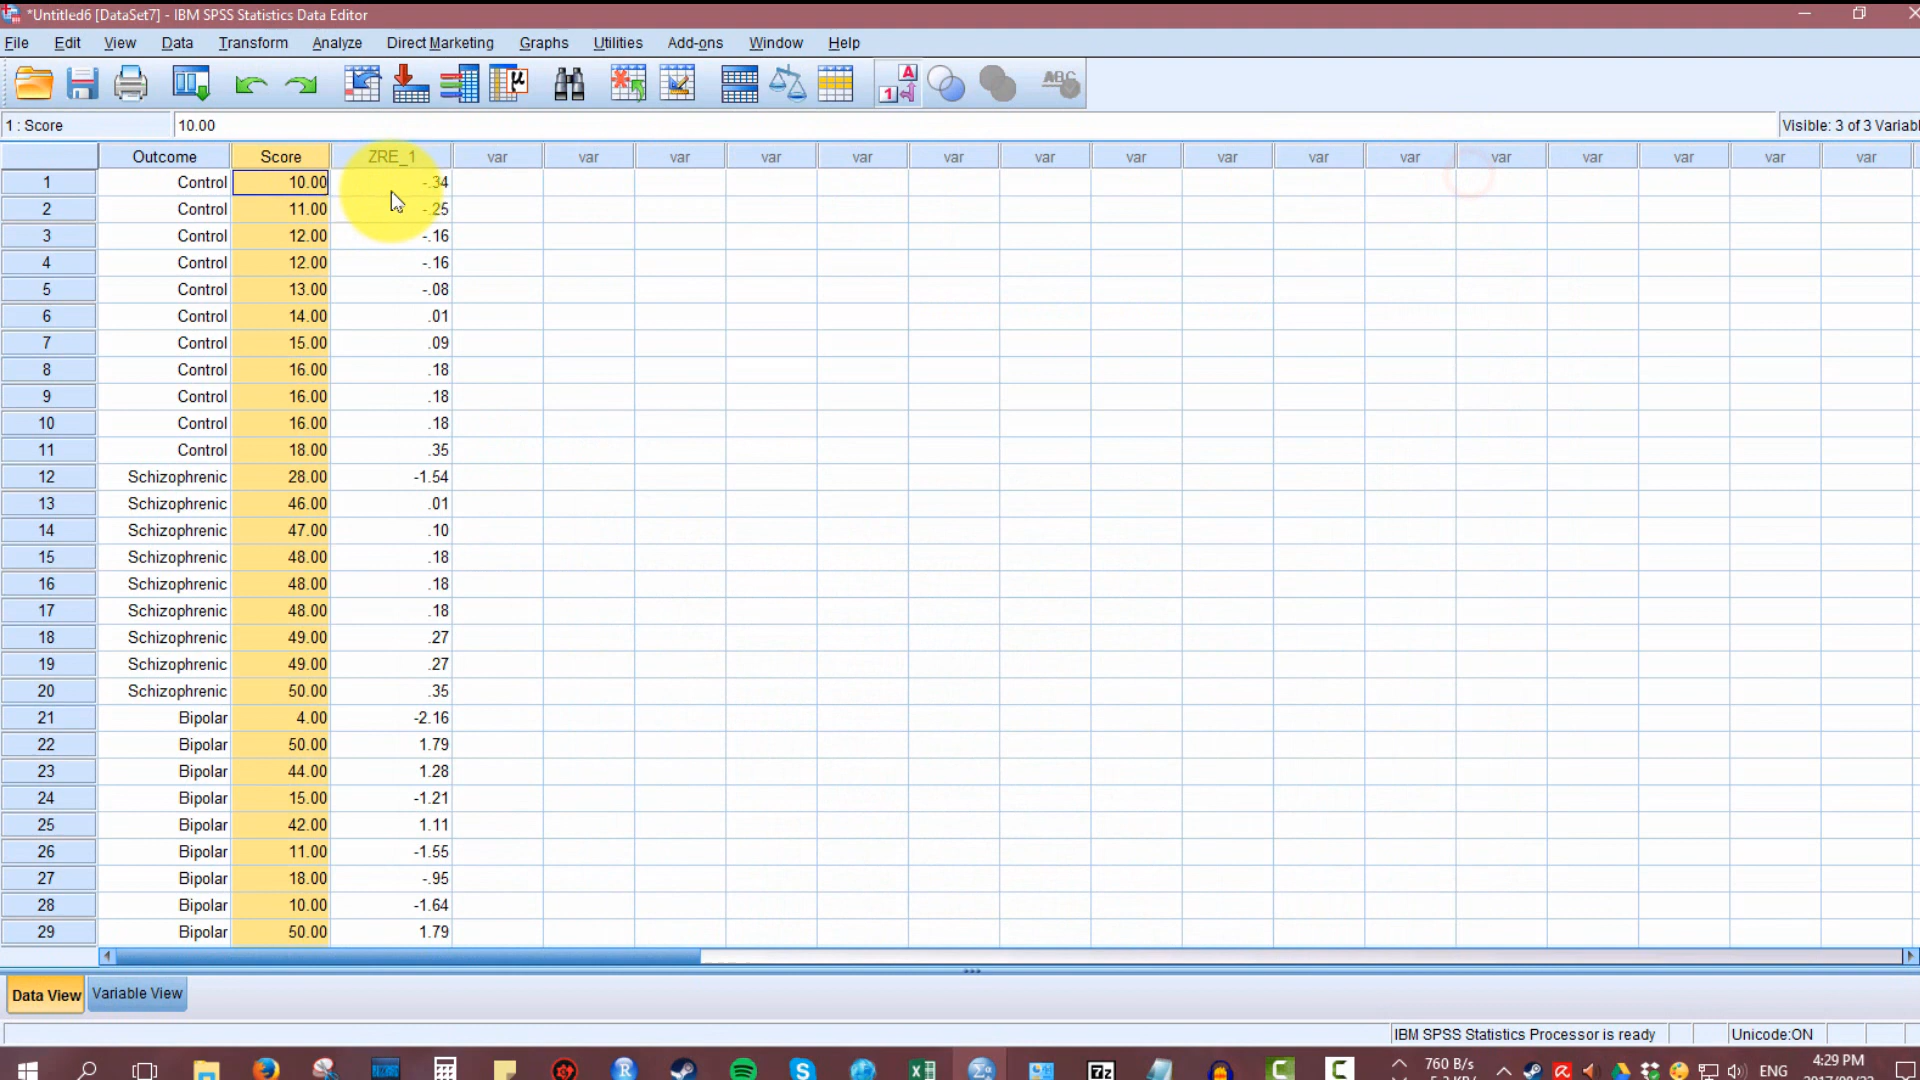 *Untitled6 [DataSet7] - IBM SPSS Statistics Data Editor
File Edit View Data Transform Analyze Direct Marketing Graphs Utilities Add-ons Window Help
1 : Score 10.00 Visible: 3 of 3 Variabl
Outcome Score ZRE_1 var var var var var var var var var var var var var var var var
1 Control 10.00 -.34
2 Control 11.00 -.25
3 Control 12.00 -.16
4 Control 12.00 -.16
5 Control 13.00 -.08
6 Control 14.00 .01
7 Control 15.00 .09
8 Control 16.00 .18
9 Control 16.00 .18
10 Control 16.00 .18
11 Control 18.00 .35
12 Schizophrenic 28.00 -1.54
13 Schizophrenic 46.00 .01
14 Schizophrenic 47.00 .10
15 Schizophrenic 48.00 .18
16 Schizophrenic 48.00 .18
17 Schizophrenic 48.00 .18
18 Schizophrenic 49.00 .27
19 Schizophrenic 49.00 .27
20 Schizophrenic 50.00 .35
21 Bipolar 4.00 -2.16
22 Bipolar 50.00 1.79
23 Bipolar 44.00 1.28
24 Bipolar 15.00 -1.21
25 Bipolar 42.00 1.11
26 Bipolar 11.00 -1.55
27 Bipolar 18.00 -.95
28 Bipolar 10.00 -1.64
29 Bipolar 50.00 1.79
Data View Variable View
IBM SPSS Statistics Processor is ready Unicode:ON
760 B/s ENG 4:29 PM